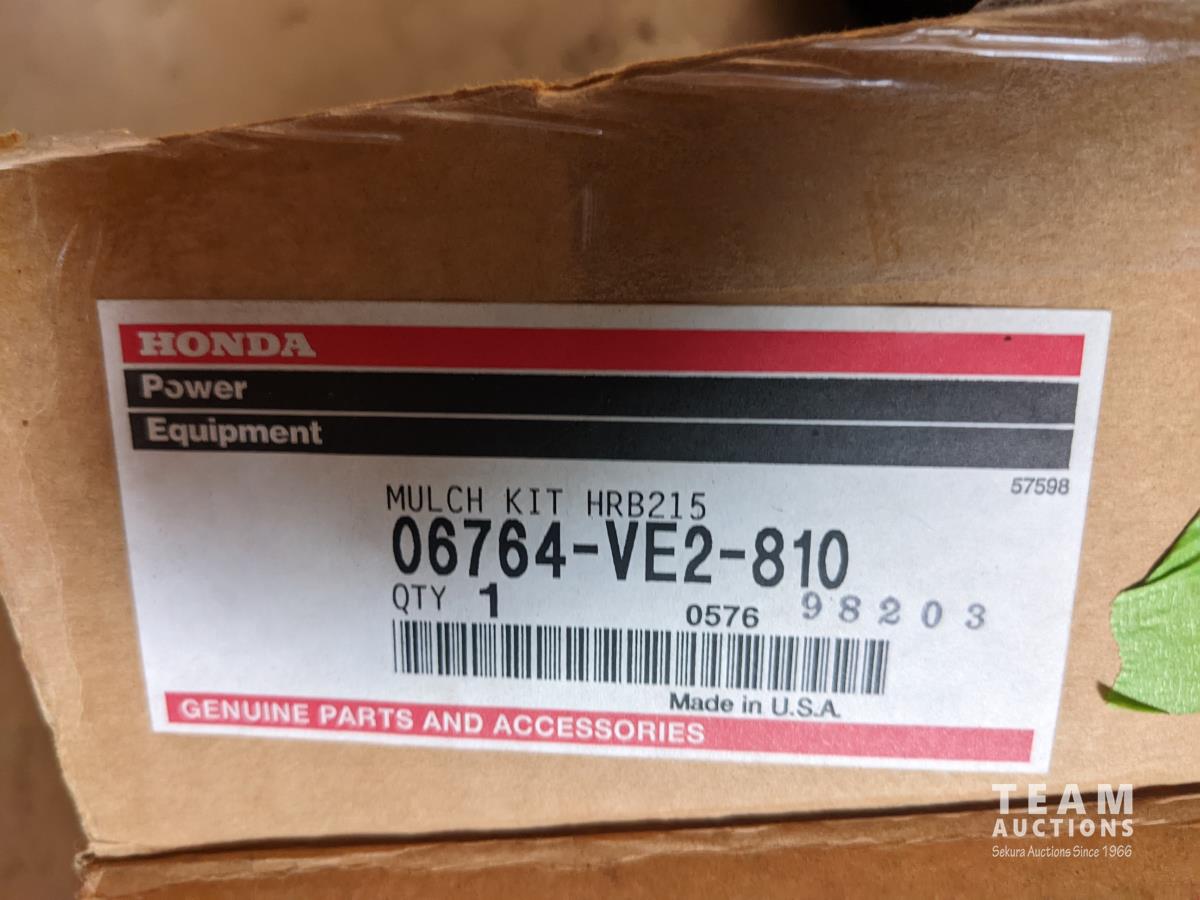 HONDA
Power
Equipment
57598
MULCH KIT HRB215
06764-VE2-810
QTY 1
0576 98203
Made in U.S.A.
GENUINE PARTS AND ACCESSORIES
TEAM
AUCTIONS
Sekura Auctions Since 1966